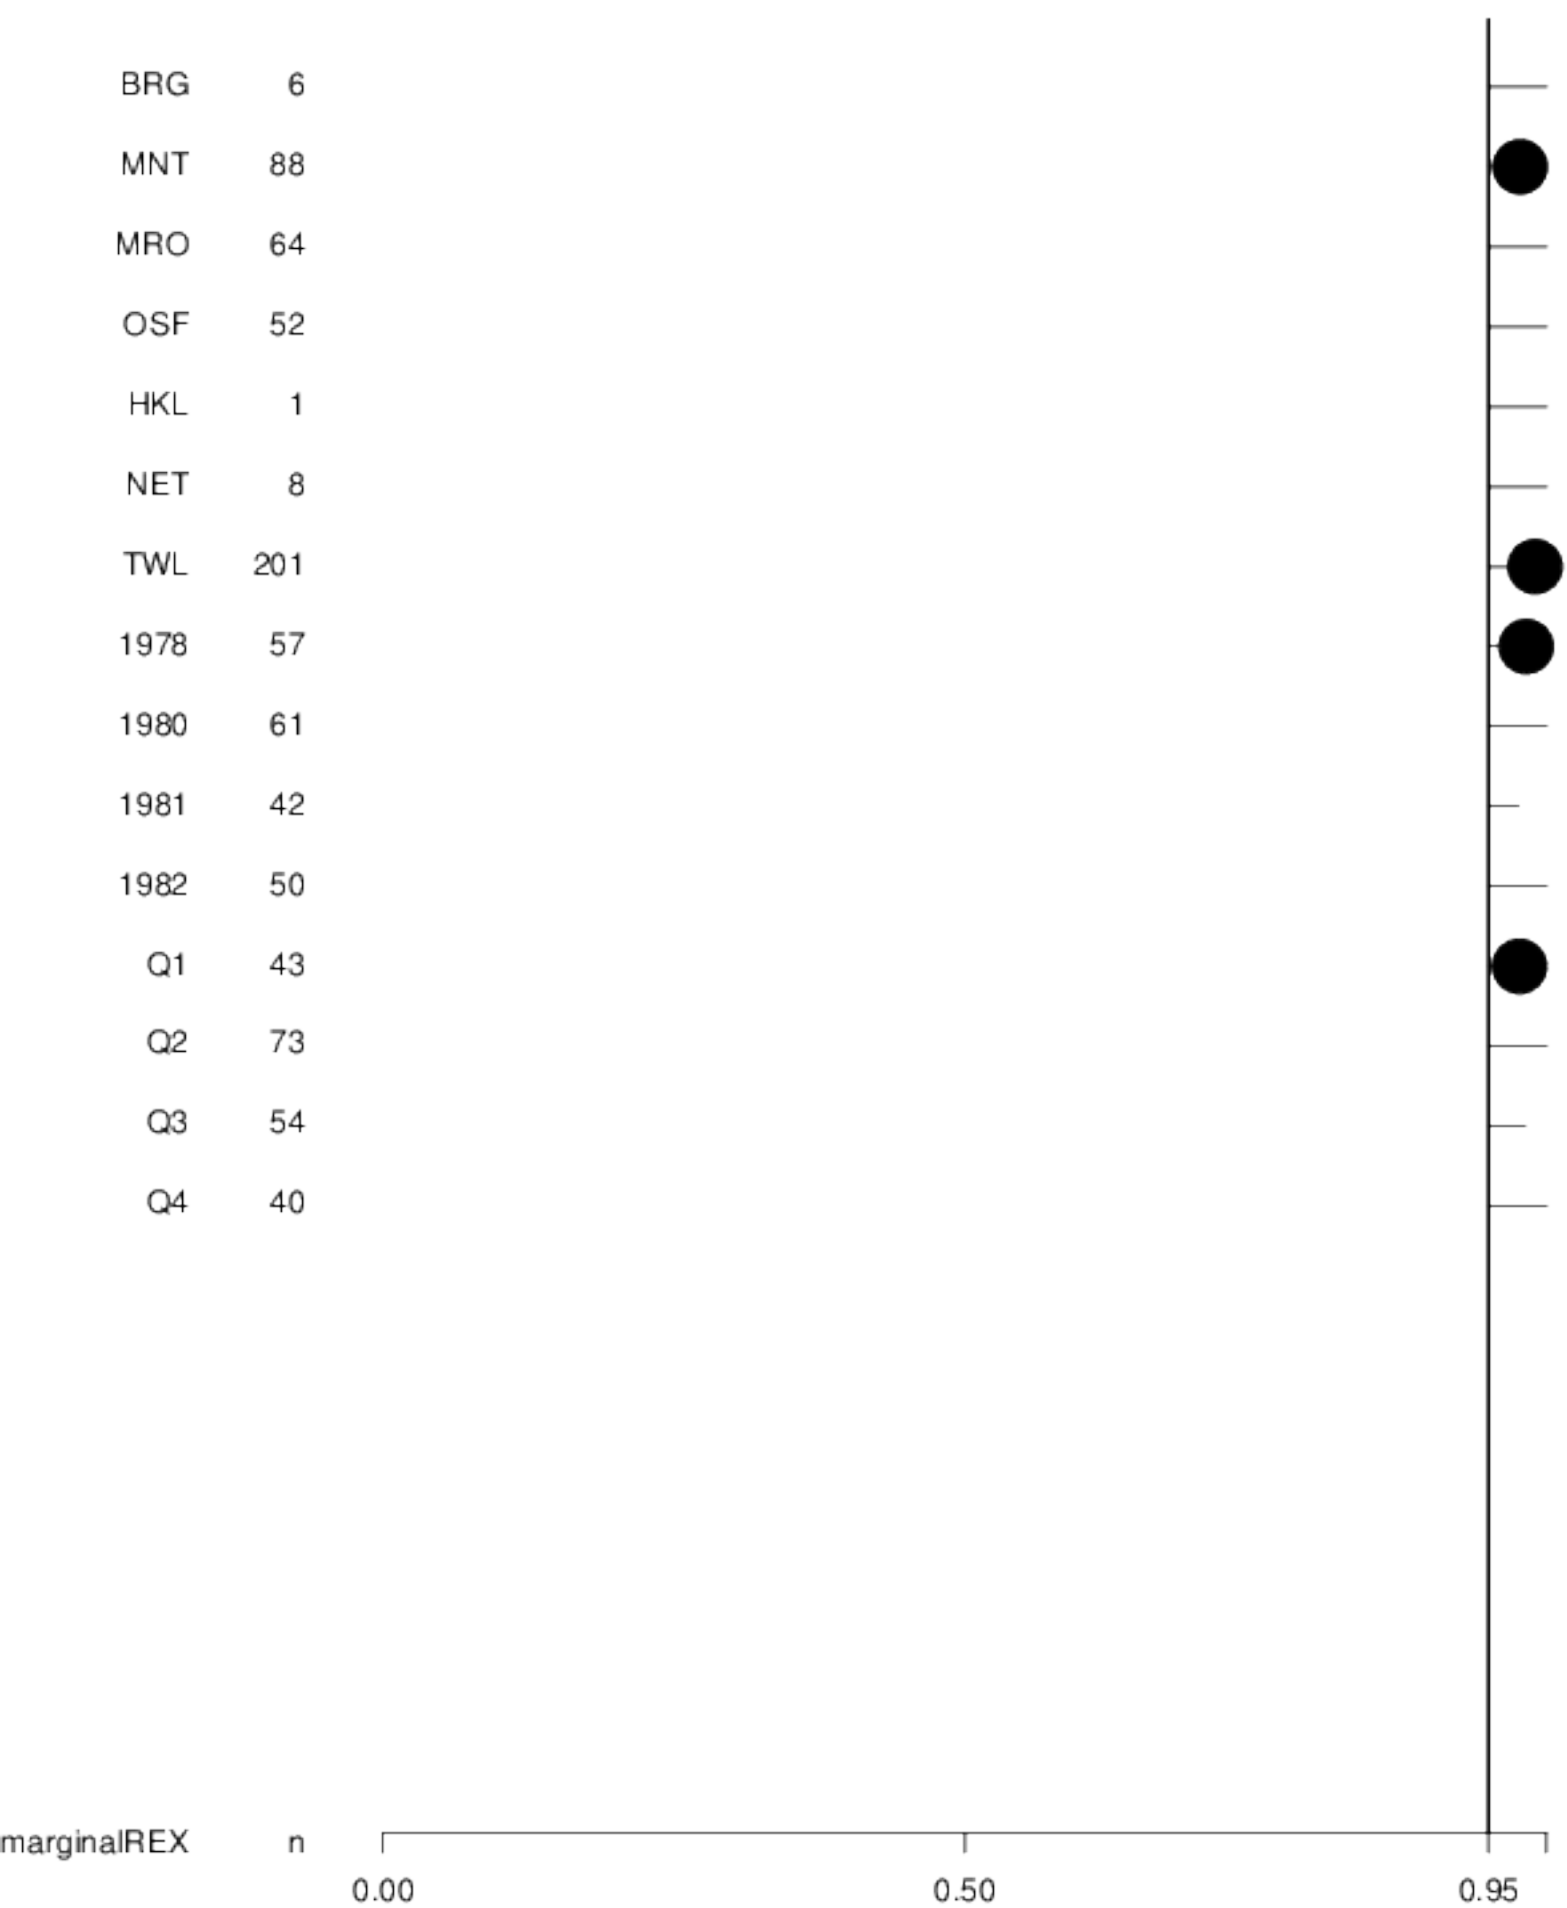 BRG 6
MNT 88
MRO 64
OSF 52
HKL 1
NET 8
TWL 201
1978 57
1980 61
1981 42
1982 50
Q1 43
Q2 73
Q3 54
Q4 40
marginalREX n
0.00 0.50 0.95